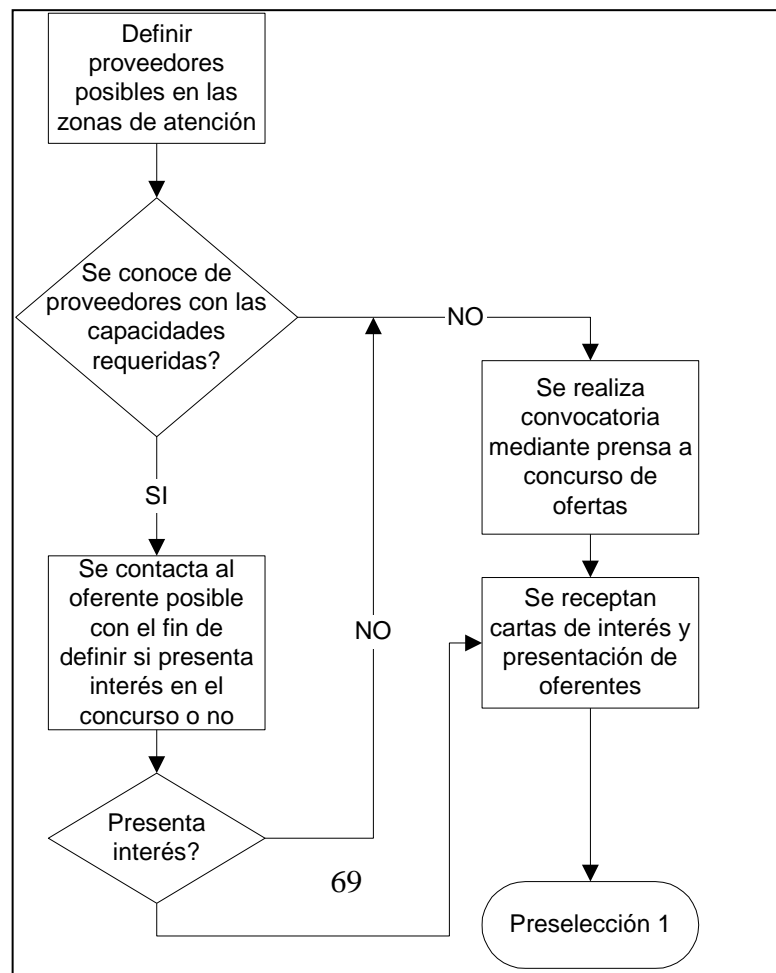 Definir
proveedores
posibles en las
zonas de atención
Se conoce de
proveedores con las
capacidades
requeridas?
NO
SI
Se realiza
convocatoria
mediante prensa a
concurso de
ofertas
Se contacta al
oferente posible
con el fin de
definir si presenta
interés en el
concurso o no
NO
Se receptan
cartas de interés y
presentación de
oferentes
Presenta
interés?
69
Preselección 1